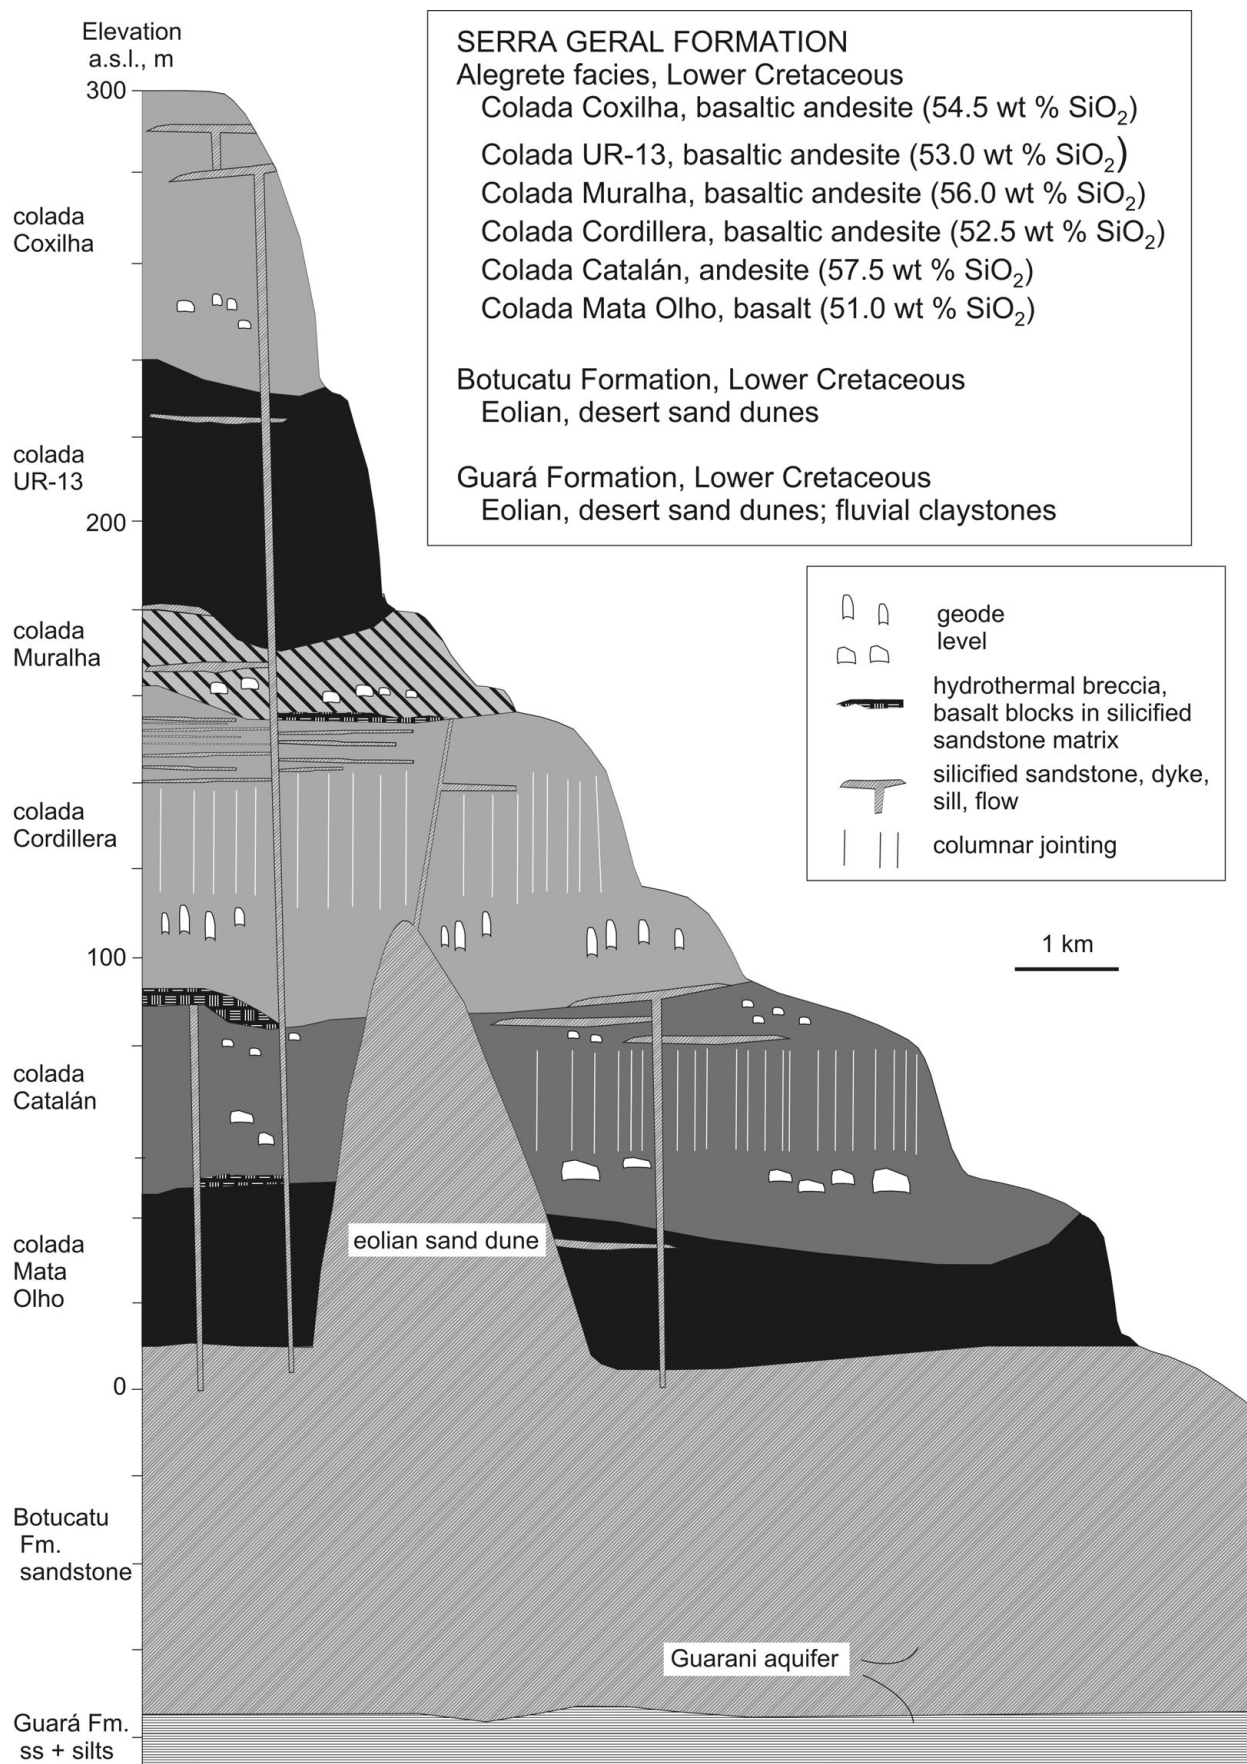 Elevation
a.s.l., m
300
200
100
0
colada
Coxilha
colada
UR-13
colada
Muralha
colada
Cordillera
colada
Catalán
colada
Mata
Olho
Botucatu
Fm.
sandstone
Guará Fm.
ss + silts
SERRA GERAL FORMATION
Alegrete facies, Lower Cretaceous
Colada Coxilha, basaltic andesite (54.5 wt % SiO₂)
Colada UR-13, basaltic andesite (53.0 wt % SiO₂)
Colada Muralha, basaltic andesite (56.0 wt % SiO₂)
Colada Cordillera, basaltic andesite (52.5 wt % SiO₂)
Colada Catalán, andesite (57.5 wt % SiO₂)
Colada Mata Olho, basalt (51.0 wt % SiO₂)
Botucatu Formation, Lower Cretaceous
Eolian, desert sand dunes
Guará Formation, Lower Cretaceous
Eolian, desert sand dunes; fluvial claystones
geode
level
hydrothermal breccia,
basalt blocks in silicified
sandstone matrix
silicified sandstone, dyke,
sill, flow
columnar jointing
1 km
eolian sand dune
Guarani aquifer